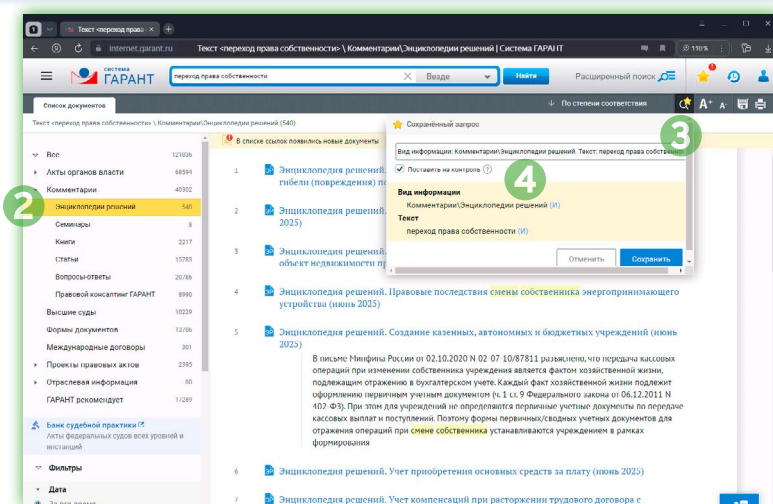 Текст <переход права ×
internet.garant.ru
Текст <переход права собственности> \ Комментарии\Энциклопедии решений | Система ГАРАНТ
110%
СИСТЕМА
ГАРАНТ
переход права собственности
Везде
Найти
Расширенный поиск
Список документов
По степени соответствия
A+ A-
Текст <переход права собственности> \ Комментарии\Энциклопедии решений (540)
В списке ссылок появились новые документы
Сохранённый запрос
3
Вид информации: Комментарии\Энциклопедии решений. Текст: переход права
Поставить на контроль (?)
4
Вид информации
Комментарии\Энциклопедии решений (И)
Текст
переход права собственности (И)
Отменить
Сохранить
2
Все 121036
Акты органов власти 68594
Комментарии 40302
Энциклопедии решений 540
Семинары 8
Книги 2217
Статьи 15783
Вопросы-ответы
Правовой консалтинг ГАРАНТ 8990
Высшие суды 10229
Формы документов
Международные договоры 301
Проекты правовых актов 2395
Отраслевая информация 80
ГАРАНТ рекомендует 17289
Банк судебной практики
Акты федеральных судов всех уровней и
инстанций
Фильтры
Дата
За все время
1 Энциклопедия решений.
гибели (повреждения)
2 Энциклопедия решений.
2025)
3 Энциклопедия решений.
объект недвижимости
4 Энциклопедия решений. Правовые последствия смены собственника энергопринимающего
устройства (июнь 2025)
5 Энциклопедия решений. Создание казенных, автономных и бюджетных учреждений (июнь
2025)
В письме Минфина России от 02.10.2020 N 02-07-10/87811 разъяснено, что передача кассовых
операций при изменении собственника учреждения является фактом хозяйственной жизни,
подлежащим отражению в бухгалтерском учете. Каждый факт хозяйственной жизни подлежит
оформлению первичным учетным документом (ч. 1 ст. 9 Федерального закона от 06.12.2011 N
402-ФЗ). При этом для учреждений не определяются первичные учетные документы по передаче
кассовых выплат и поступлений. Поэтому формы первичных/сводных учетных документов для
отражения операций при смене собственника устанавливаются учреждением в рамках
формирования
6 Энциклопедия решений. Учет приобретения основных средств за плату (июнь 2025)
7 Энциклопедия решений. Учет компенсаций при расторжении трудового договора с